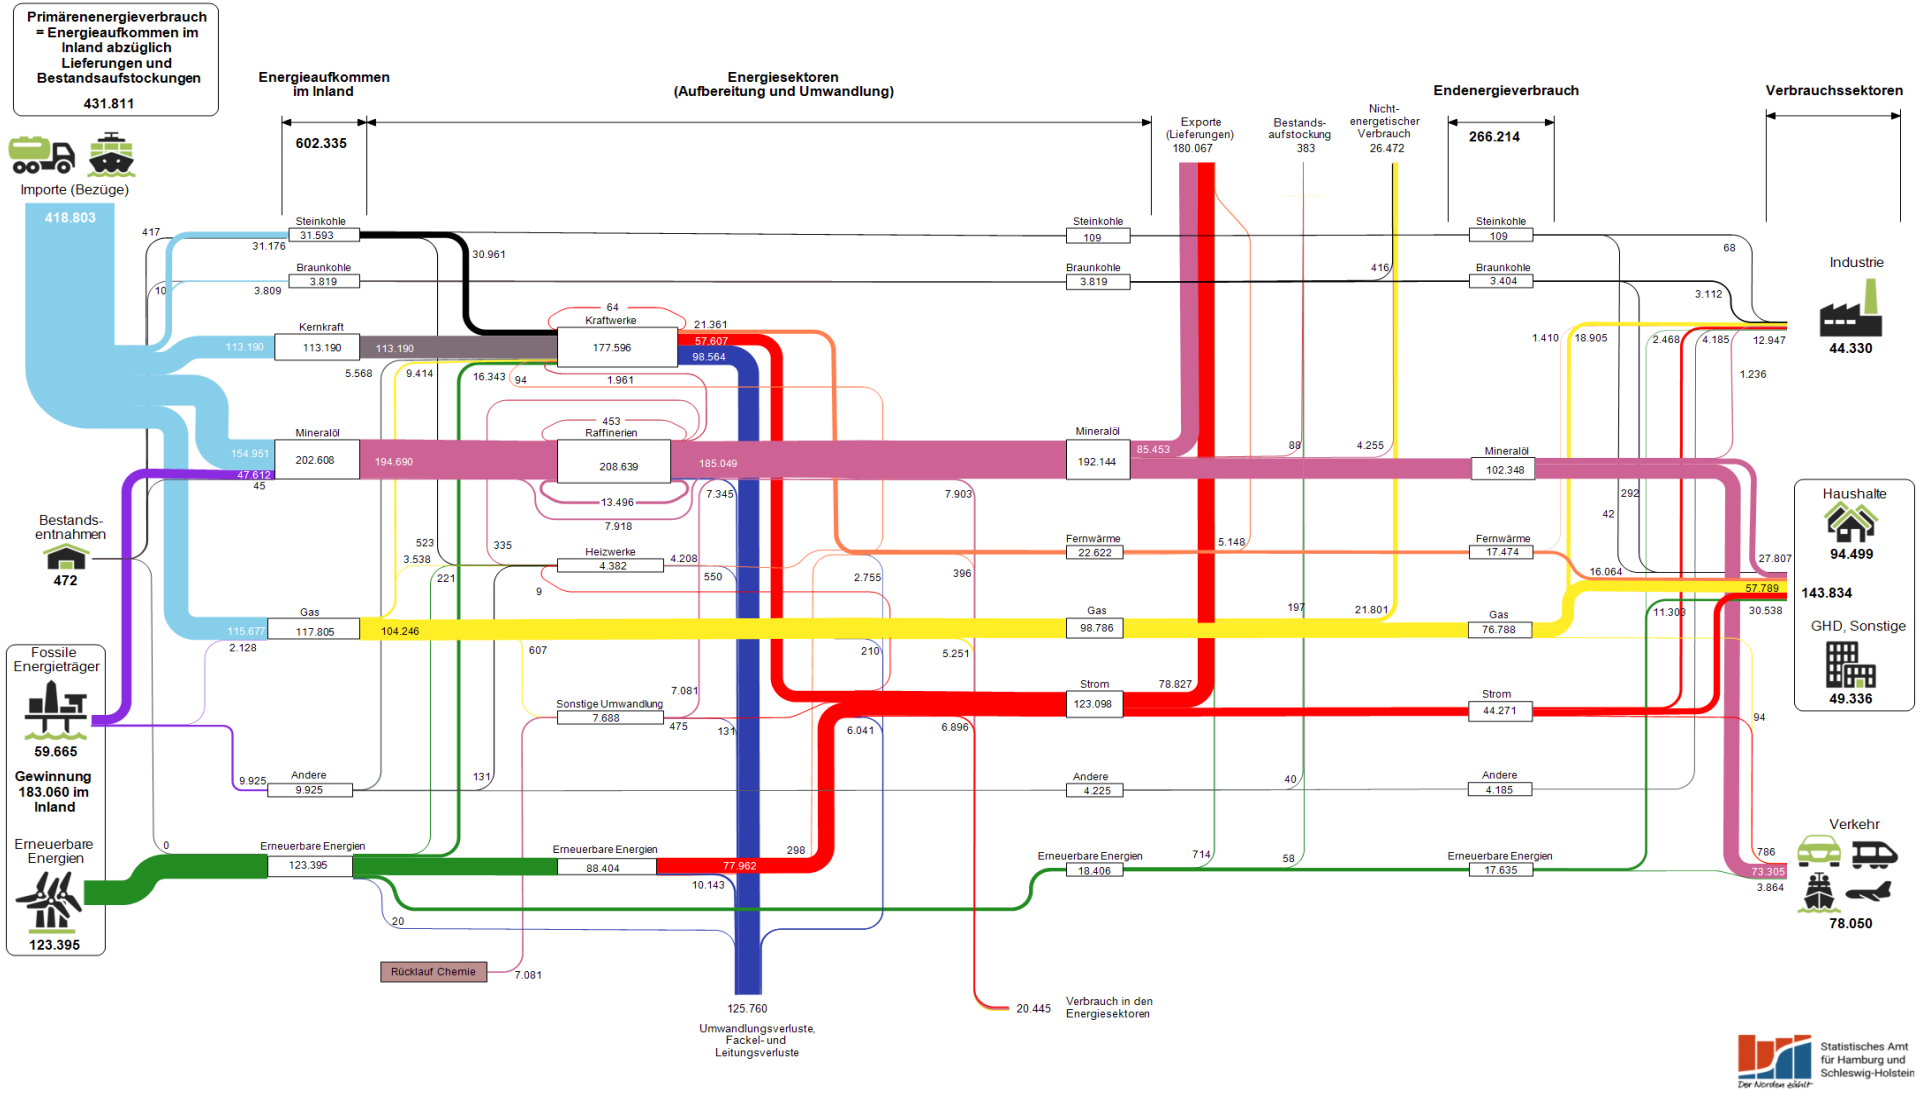 Primärenenergieverbrauch
= Energieaufkommen im
Inland abzüglich
Lieferungen und
Bestandsaufstockungen
431.811
Energieaufkommen
im Inland
602.335
Energiesektoren
(Aufbereitung und Umwandlung)
Exporte
(Lieferungen)
180.067
Bestands-
aufstockung
383
Nicht-
energetischer
Verbrauch
26.472
Endenergieverbrauch
266.214
Verbrauchssektoren
Importe (Bezüge)
418.803
417
31.176
Steinkohle
31.593
30.961
Steinkohle
109
Steinkohle
109
68
10
3.809
Braunkohle
3.819
Braunkohle
3.819
416
Braunkohle
3.404
3.112
Industrie
44.330
113.190
Kernkraft
113.190
113.190
64
Kraftwerke
177.596
21.361
57.607
98.564
5.568
9.414
16.343
94
1.961
1.410
18.905
2.468
4.185
12.947
1.236
154.951
47.612
45
Mineralöl
202.608
194.690
453
Raffinerien
208.639
185.049
13.496
7.918
7.345
7.903
Mineralöl
192.144
85.453
88
4.255
Mineralöl
102.348
292
42
Bestands-
entnahmen
472
523
3.538
221
335
Heizwerke
4.382
4.208
550
9
2.755
396
Fernwärme
22.622
5.148
Fernwärme
17.474
16.064
27.807
57.789
30.538
11.303
Haushalte
94.499
143.834
GHD, Sonstige
49.336
115.677
2.128
Gas
117.805
104.246
607
210
5.251
Gas
98.786
197
21.801
Gas
76.788
94
Fossile
Energieträger
59.665
Gewinnung
183.060 im
Inland
Erneuerbare
Energien
123.395
7.081
Sonstige Umwandlung
7.688
475
131
6.041
6.896
Strom
123.098
78.827
Strom
44.271
9.925
Andere
9.925
131
Andere
4.225
40
Andere
4.185
0
Erneuerbare Energien
123.395
Erneuerbare Energien
88.404
77.962
10.143
298
20
Erneuerbare Energien
18.406
714
58
Erneuerbare Energien
17.635
786
73.305
3.864
Verkehr
78.050
Rücklauf Chemie
7.081
125.760
Umwandlungsverluste,
Fackel- und
Leitungsverluste
20.445
Verbrauch in den
Energiesektoren
Statistisches Amt
für Hamburg und
Schleswig-Holstein
Der Norden zählt